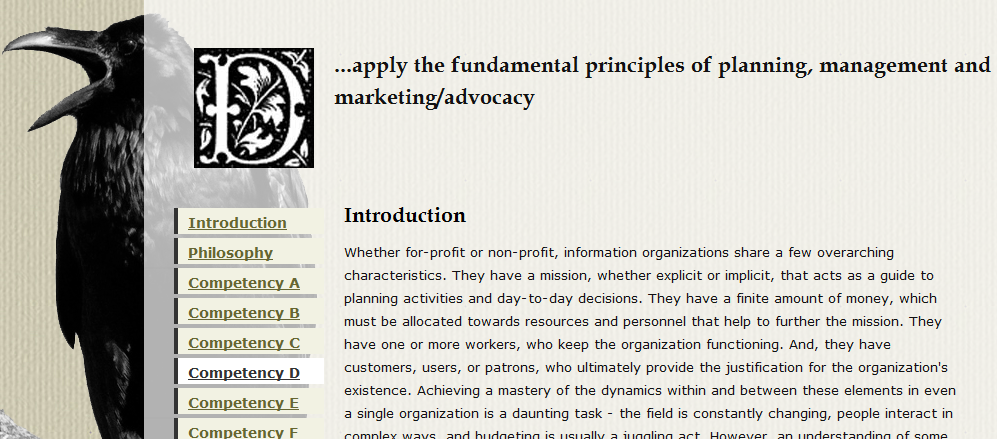 D
...apply the fundamental principles of planning, management and
marketing/advocacy
Introduction
Philosophy
Competency A
Competency B
Competency C
Competency D
Competency E
Competency F
Introduction
Whether for-profit or non-profit, information organizations share a few overarching
characteristics. They have a mission, whether explicit or implicit, that acts as a guide to
planning activities and day-to-day decisions. They have a finite amount of money, which
must be allocated towards resources and personnel that help to further the mission. They
have one or more workers, who keep the organization functioning. And, they have
customers, users, or patrons, who ultimately provide the justification for the organization's
existence. Achieving a mastery of the dynamics within and between these elements in even
a single organization is a daunting task - the field is constantly changing, people interact in
complex ways, and budgeting is usually a juggling act. However, an understanding of some